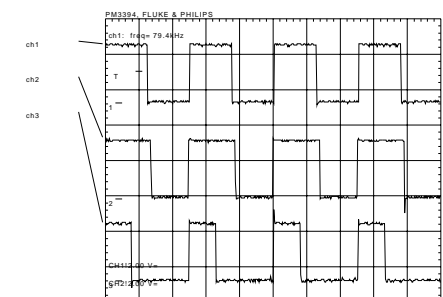 PM3394, FLUKE & PHILIPS
ch1: freq= 79.4kHz
ch1
T
ch2
1
ch3
2
CH1!2.00 V=
CH2!2.00 V=